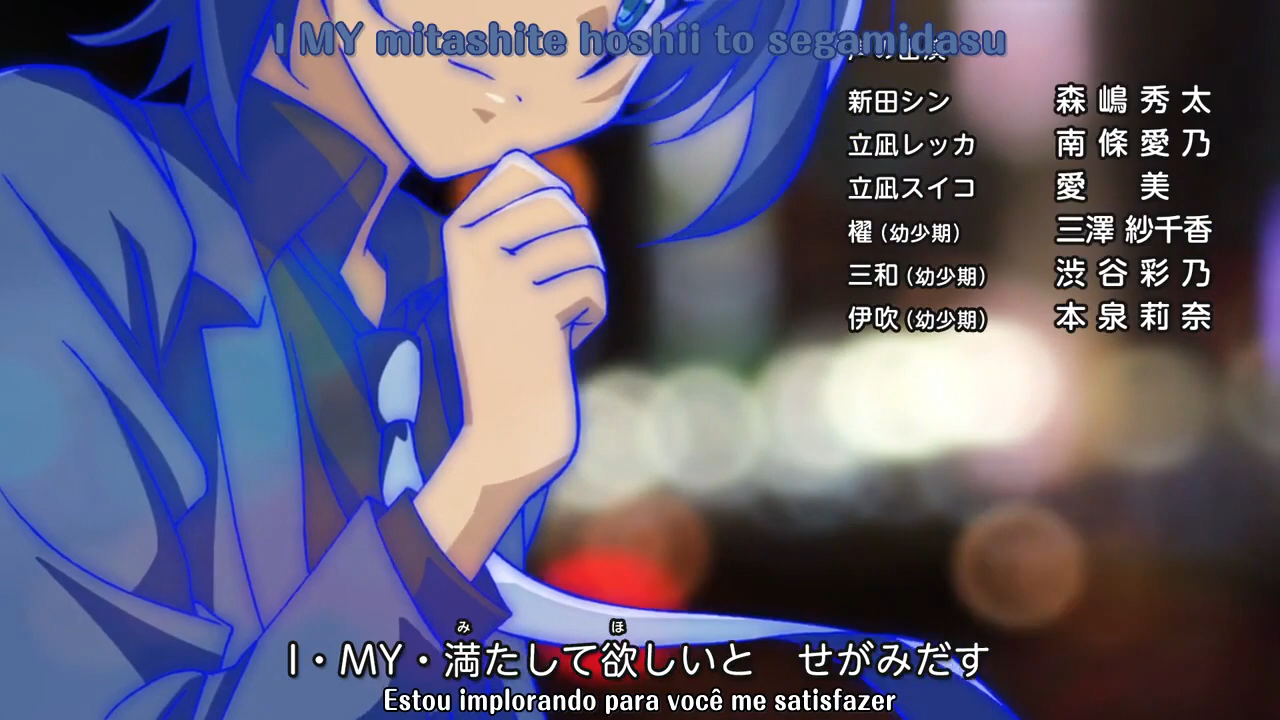 I MY mitashite hoshii to segamidasu
声の出演
新田シン 森嶋秀太
立凪レッカ 南條愛乃
立凪スイコ 愛美
櫂(幼少期) 三澤紗千香
三和(幼少期) 渋谷彩乃
伊吹(幼少期) 本泉莉奈
み ほ
I・MY・満たして欲しいと せがみだす
Estou implorando para você me satisfazer